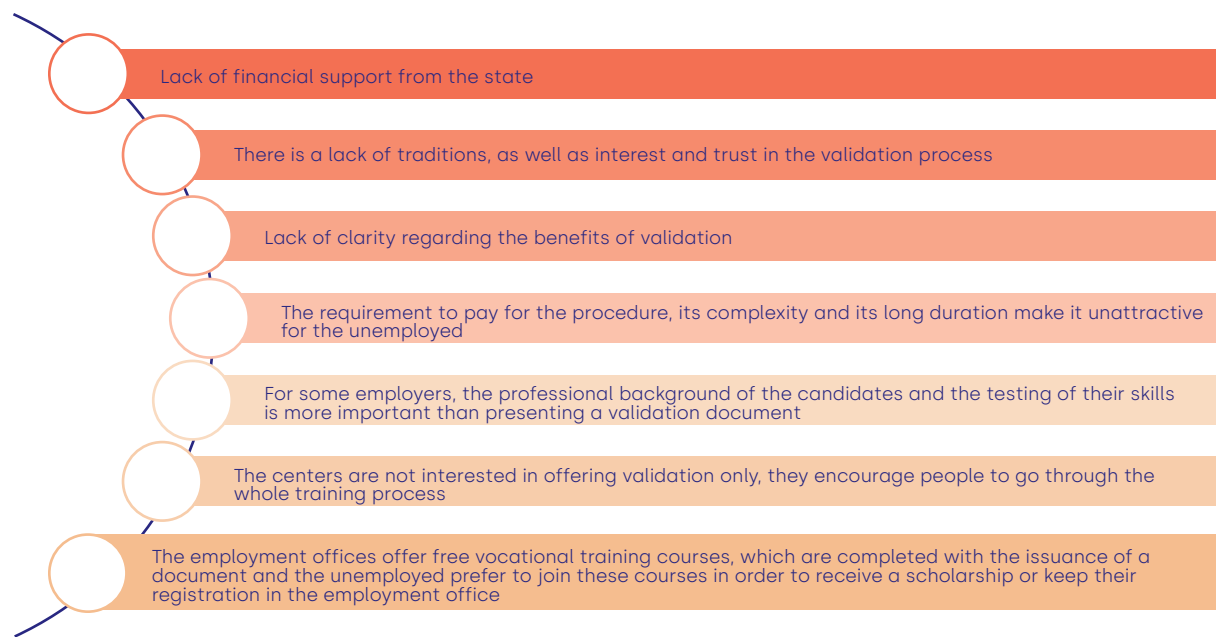 Lack of financial support from the state
There is a lack of traditions, as well as interest and trust in the validation process
Lack of clarity regarding the benefits of validation
The requirement to pay for the procedure, its complexity and its long duration make it unattractive
for the unemployed
For some employers, the professional background of the candidates and the testing of their skills
is more important than presenting a validation document
The centers are not interested in offering validation only, they encourage people to go through the
whole training process
The employment offices offer free vocational training courses, which are completed with the issuance of a
document and the unemployed prefer to join these courses in order to receive a scholarship or keep their
registration in the employment office